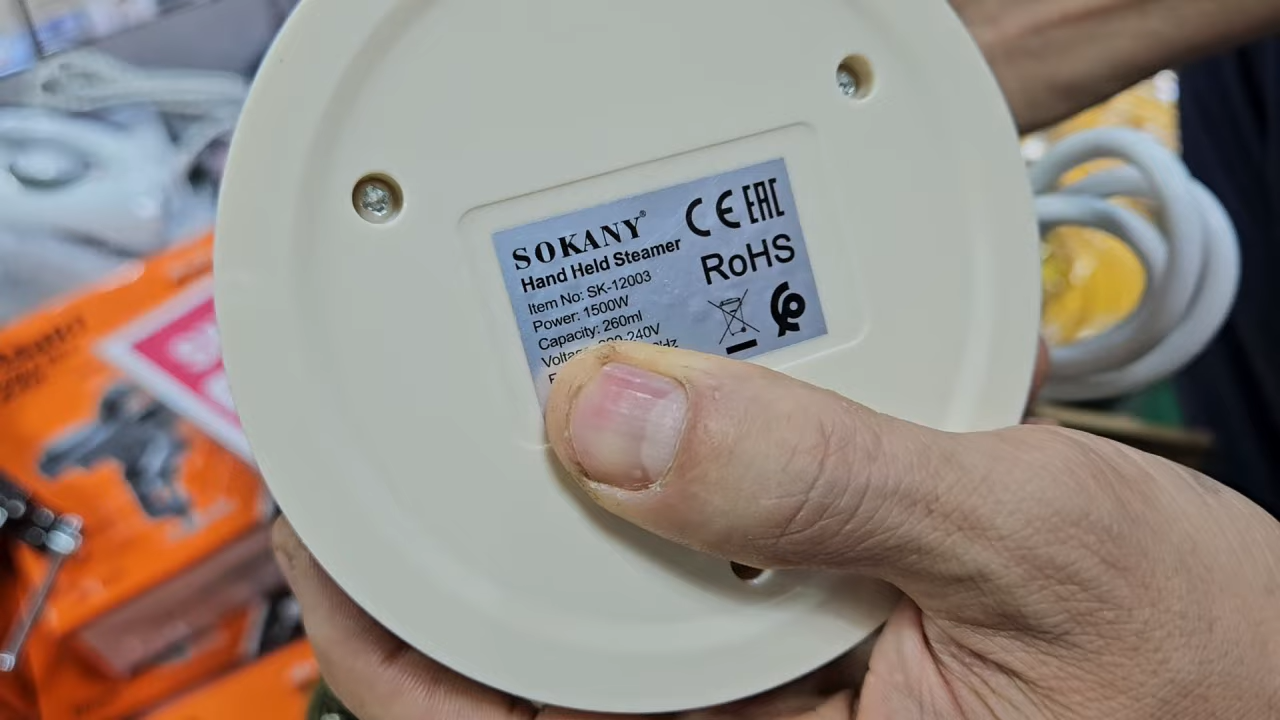 SOKANY®
Hand Held Steamer
Item No: SK-12003
Power: 1500W
Capacity: 260ml
CE EAC
RoHS